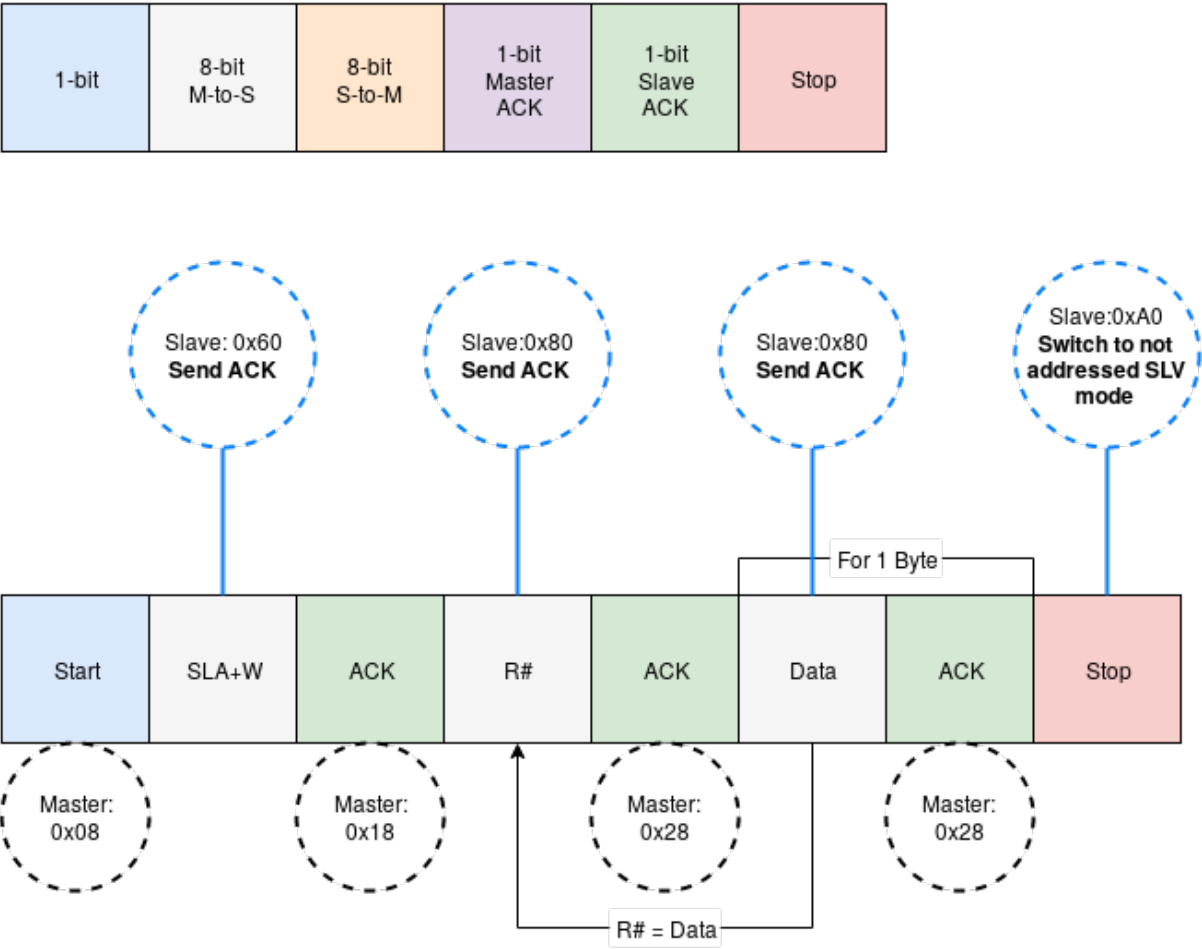 1-bit
8-bit
M-to-S
8-bit
S-to-M
1-bit
Master
ACK
1-bit
Slave
ACK
Stop
Slave: 0x60
Send ACK
Slave:0x80
Send ACK
Slave:0x80
Send ACK
Slave:0xA0
Switch to not
addressed SLV
mode
For 1 Byte
Start
SLA+W
ACK
R#
ACK
Data
ACK
Stop
Master:
0x08
Master:
0x18
Master:
0x28
Master:
0x28
R# = Data